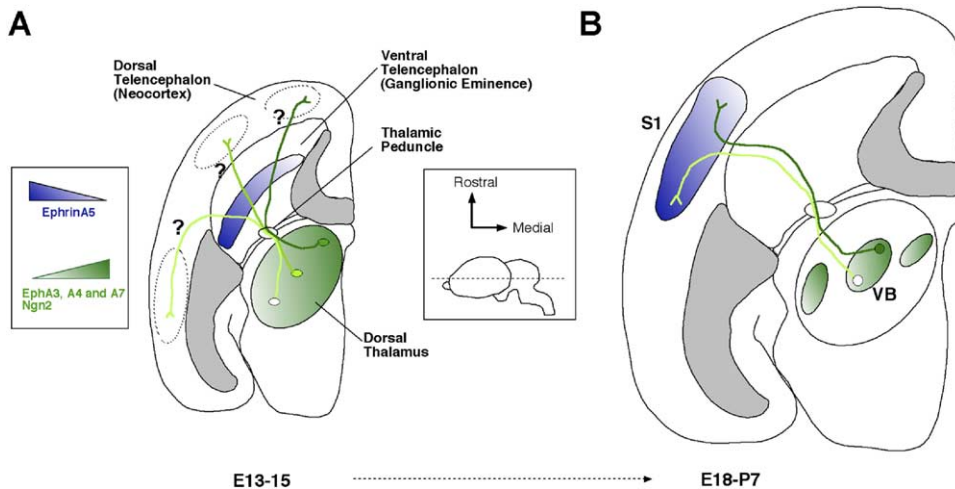 A
Dorsal
Telencephalon
(Neocortex)
Ventral
Telencephalon
(Ganglionic Eminence)
Thalamic
Peduncle
?
?
?
EphrinA5
EphA3, A4 and A7
Ngn2
Dorsal
Thalamus
Rostral
Medial
B
S1
VB
E13-15
E18-P7